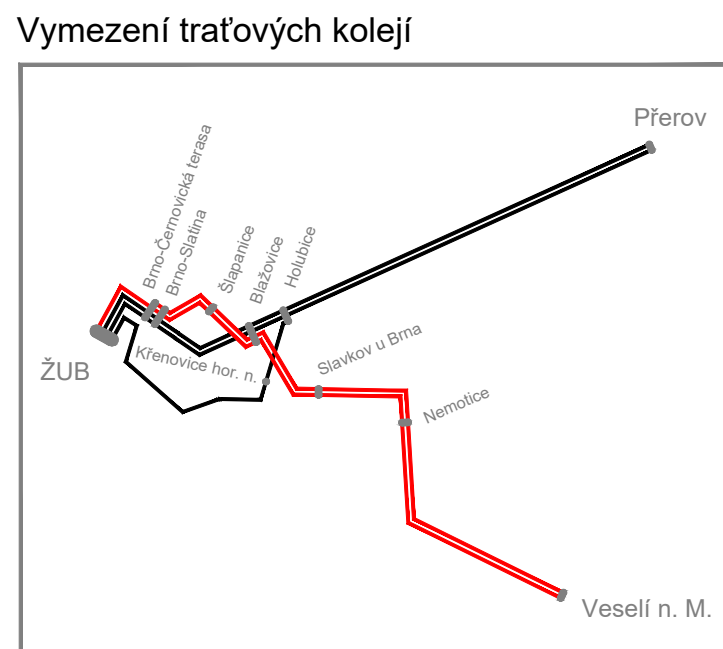 Vymezení traťových kolejí
Přerov
Brno-Černovická terasa
Brno-Slatina
Šlapanice
Blažovice
Holubice
ŽUB
Křenovice hor. n.
Slavkov u Brna
Nemotice
Veselí n. M.